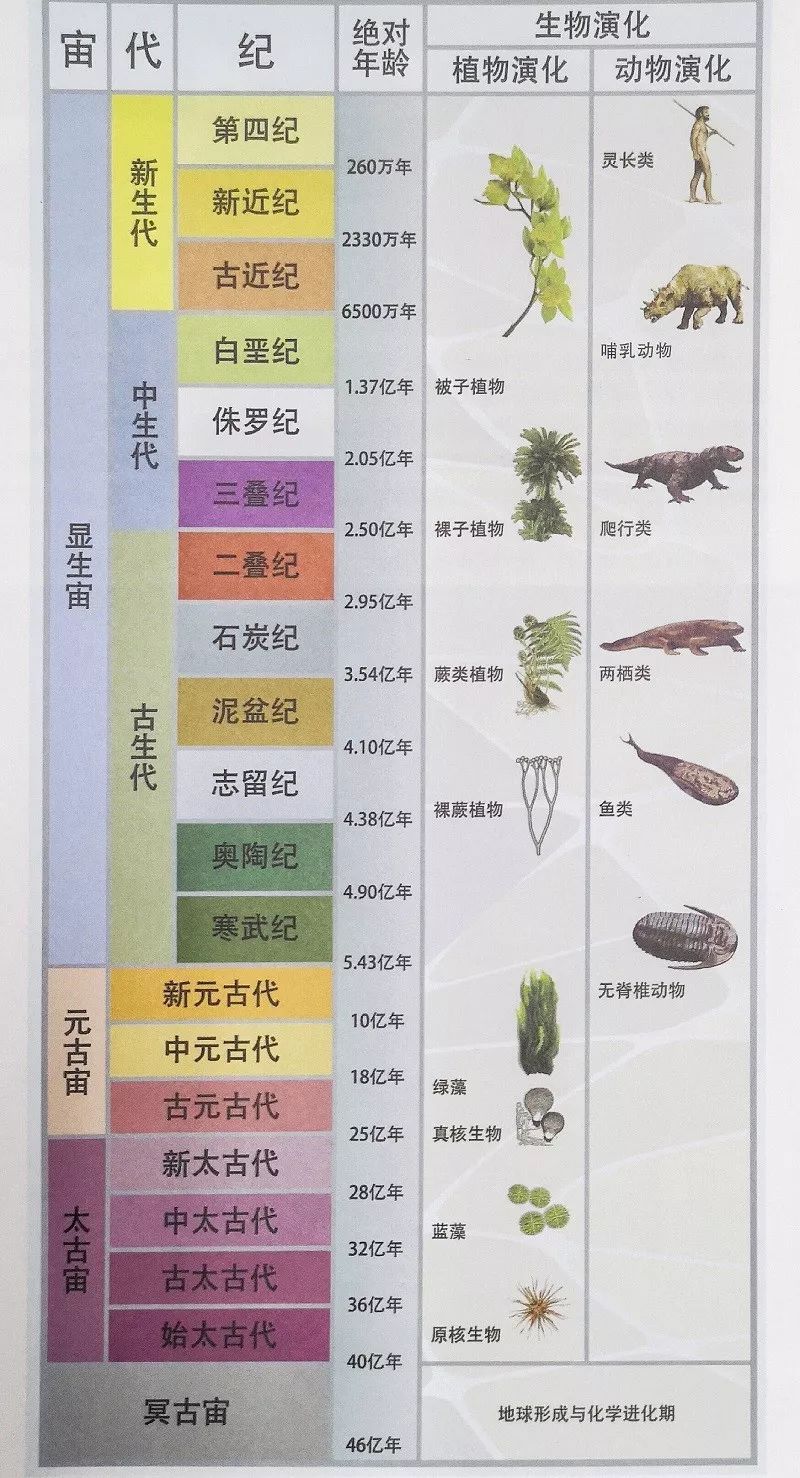 宙
代
纪
绝对
年龄
生物演化
植物演化
动物演化
显生宙
新生代
第四纪
260万年
新近纪
2330万年
古近纪
6500万年
中生代
白垩纪
1.37亿年
侏罗纪
2.05亿年
三叠纪
2.50亿年
古生代
二叠纪
2.95亿年
石炭纪
3.54亿年
泥盆纪
4.10亿年
志留纪
4.38亿年
奥陶纪
4.90亿年
寒武纪
5.43亿年
元古宙
新元古代
10亿年
中元古代
18亿年
古元古代
25亿年
太古宙
新太古代
28亿年
中太古代
32亿年
古太古代
36亿年
始太古代
40亿年
冥古宙
46亿年
被子植物
裸子植物
蕨类植物
裸蕨植物
绿藻
真核生物
蓝藻
原核生物
灵长类
哺乳动物
爬行类
两栖类
鱼类
无脊椎动物
地球形成与化学进化期